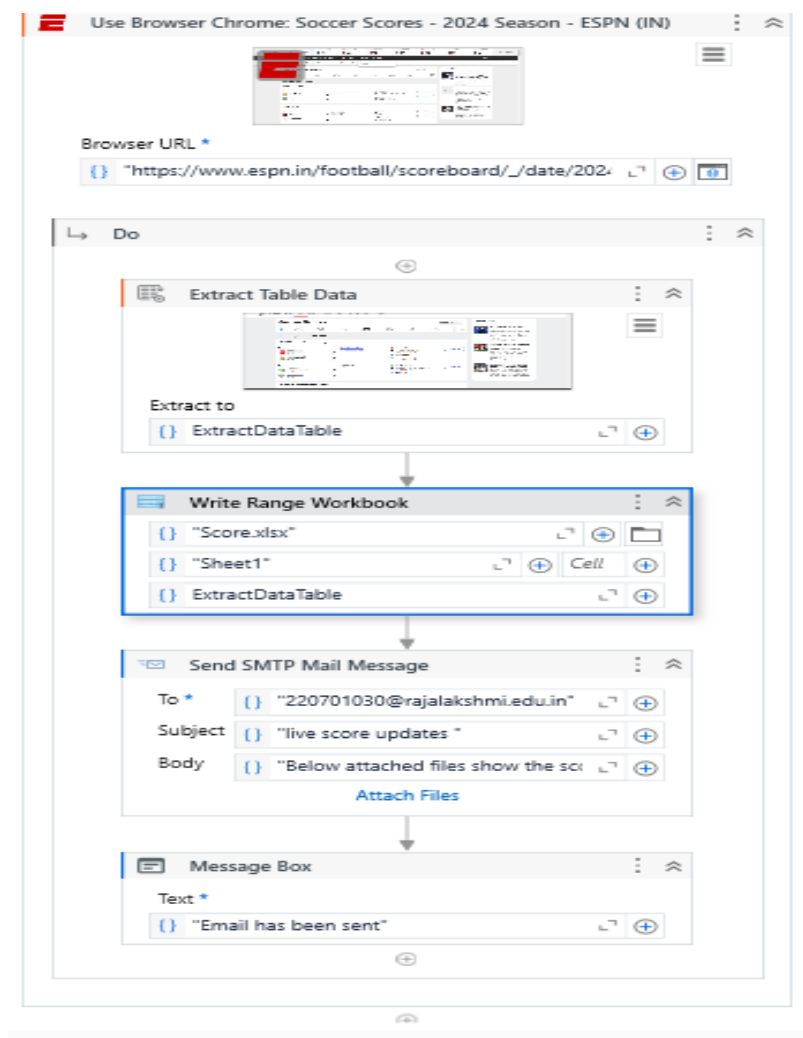 Use Browser Chrome: Soccer Scores - 2024 Season - ESPN (IN)
Browser URL *
"https://www.espn.in/football/scoreboard/_/date/202
Do
Extract Table Data
Extract to
ExtractDataTable
Write Range Workbook
"Score.xlsx"
"Sheet1" Cell
ExtractDataTable
Send SMTP Mail Message
To * "220701030@rajalakshmi.edu.in"
Subject "live score updates "
Body "Below attached files show the
Attach Files
Message Box
Text *
"Email has been sent"